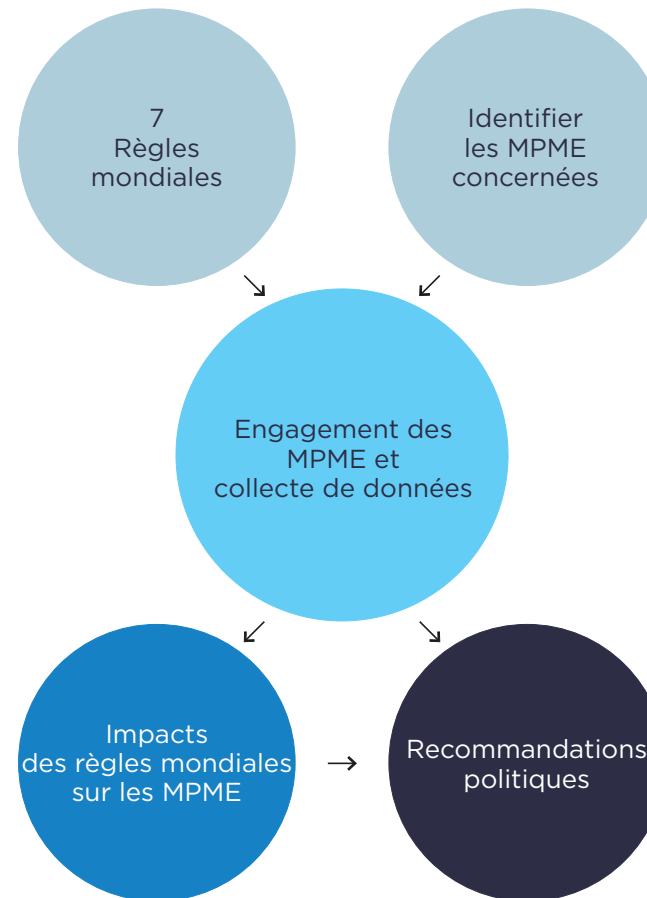 7
Règles
mondiales
Identifier
les MPME
concernées
Engagement des
MPME et
collecte de données
Impacts
des règles mondiales
sur les MPME
Recommandations
politiques